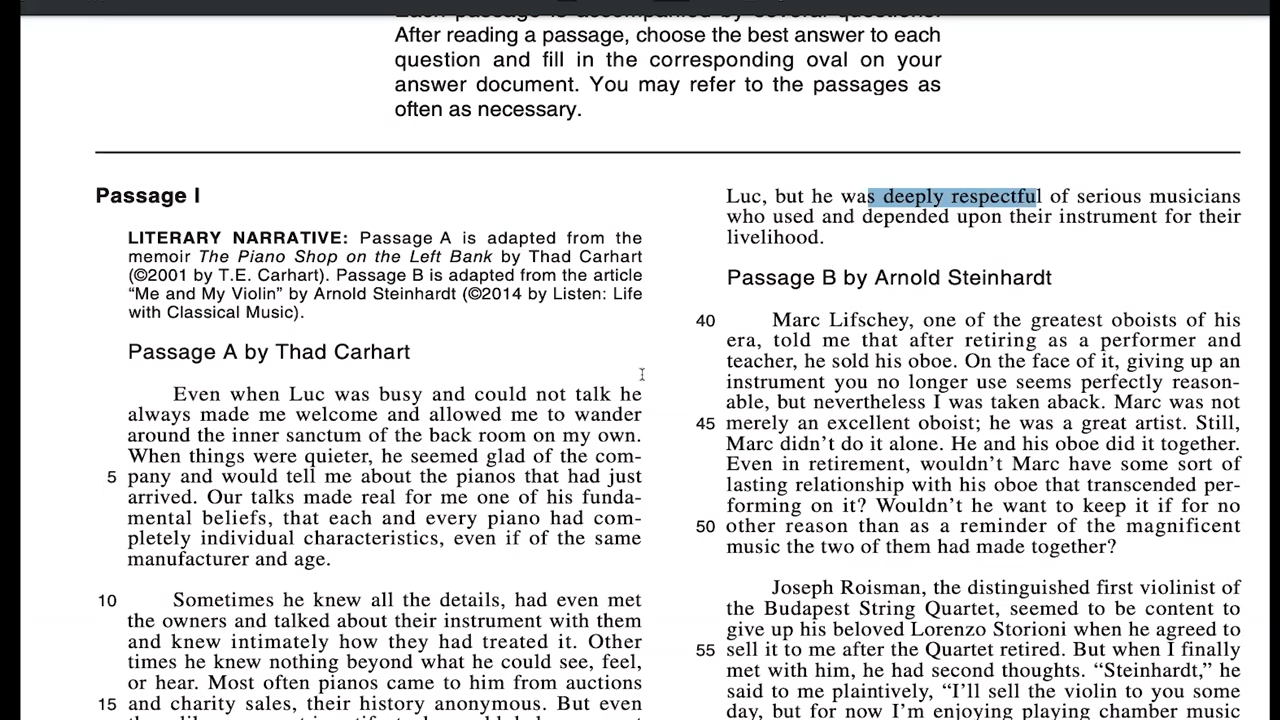 Each passage is accompanied by several questions.
After reading a passage, choose the best answer to each
question and fill in the corresponding oval on your
answer document. You may refer to the passages as
often as necessary.
Passage I
LITERARY NARRATIVE: Passage A is adapted from the
memoir The Piano Shop on the Left Bank by Thad Carhart
(©2001 by T.E. Carhart). Passage B is adapted from the article
“Me and My Violin” by Arnold Steinhardt (©2014 by Listen: Life
with Classical Music).
Passage A by Thad Carhart
Even when Luc was busy and could not talk he
always made me welcome and allowed me to wander
around the inner sanctum of the back room on my own.
When things were quieter, he seemed glad of the com-
5 pany and would tell me about the pianos that had just
arrived. Our talks made real for me one of his funda-
mental beliefs, that each and every piano had com-
pletely individual characteristics, even if of the same
manufacturer and age.
10 Sometimes he knew all the details, had even met
the owners and talked about their instrument with them
and knew intimately how they had treated it. Other
times he knew nothing beyond what he could see, feel,
or hear. Most often pianos came to him from auctions
15 and charity sales, their history anonymous. But even
Luc, but he was deeply respectful of serious musicians
who used and depended upon their instrument for their
livelihood.
Passage B by Arnold Steinhardt
40 Marc Lifschey, one of the greatest oboists of his
era, told me that after retiring as a performer and
teacher, he sold his oboe. On the face of it, giving up an
instrument you no longer use seems perfectly reason-
able, but nevertheless I was taken aback. Marc was not
45 merely an excellent oboist; he was a great artist. Still,
Marc didn’t do it alone. He and his oboe did it together.
Even in retirement, wouldn’t Marc have some sort of
lasting relationship with his oboe that transcended per-
forming on it? Wouldn’t he want to keep it if for no
50 other reason than as a reminder of the magnificent
music the two of them had made together?
Joseph Roisman, the distinguished first violinist of
the Budapest String Quartet, seemed to be content to
give up his beloved Lorenzo Storioni when he agreed to
55 sell it to me after the Quartet retired. But when I finally
met with him, he had second thoughts. “Steinhardt,” he
said to me plaintively, “I’ll sell the violin to you some
day, but for now I’m enjoying playing chamber music